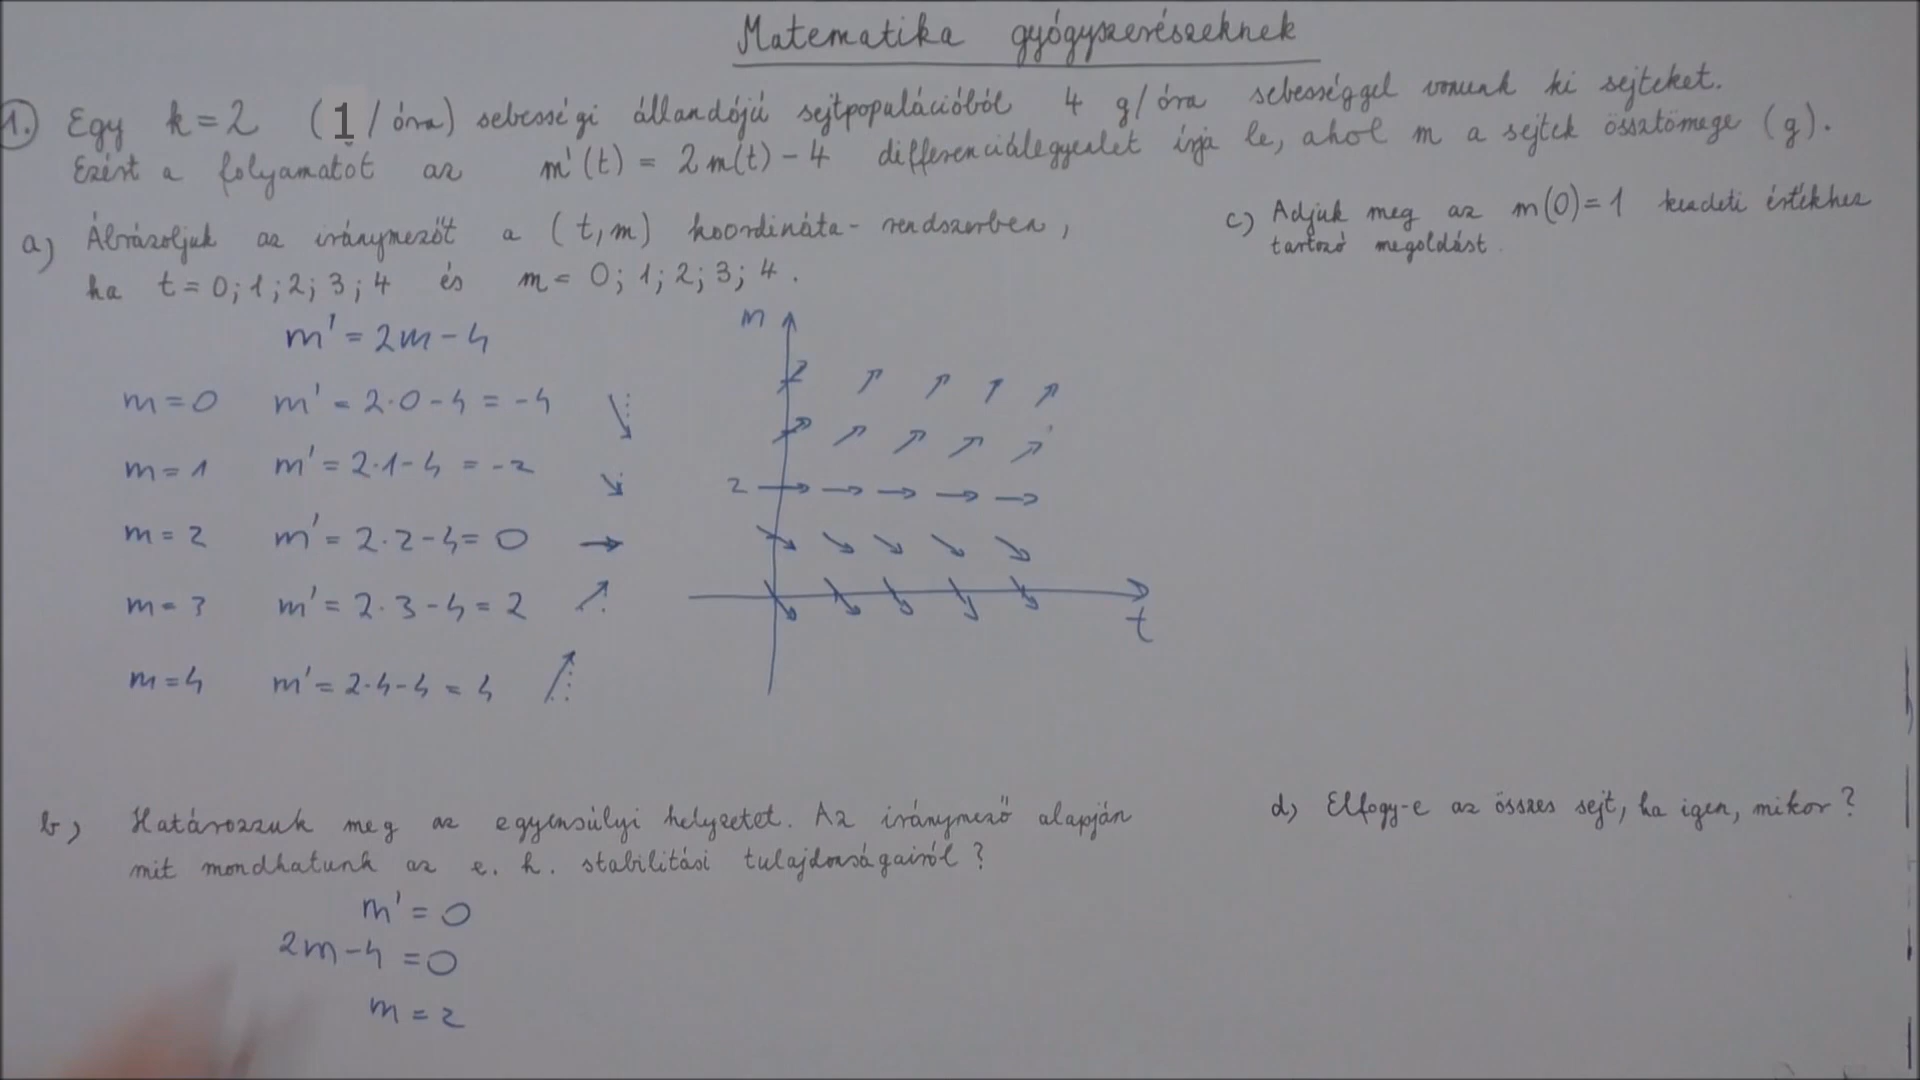 Matematika gyógyszerészeknek
1.) Egy k=2 (1/óra) sebességi állandójú sejtpopulációból 4 g/óra sebességgel vonunk ki sejteket.
Ezért a folyamatot az m'(t) = 2m(t) - 4 differenciálegyenlet írja le, ahol m a sejtek össztömege (g).
a) Ábrázoljuk az iránymezőt a (t,m) koordináta-rendszerben,
ha t=0;1;2;3;4 és m=0;1;2;3;4.
m' = 2m - 4
m=0 m' = 2·0-4 = -4
m=1 m' = 2·1-4 = -2
m=2 m' = 2·2-4 = 0
m=3 m' = 2·3-4 = 2
m=4 m' = 2·4-4 = 4
m
2
t
b) Határozzuk meg az egyensúlyi helyzetet. Az iránymező alapján
mit mondhatunk az e. h. stabilitási tulajdonságairól?
m' = 0
2m-4 = 0
m = 2
c) Adjuk meg az m(0)=1 kezdeti értékhez
tartozó megoldást.
d) Elfogy-e az összes sejt, ha igen, mikor?